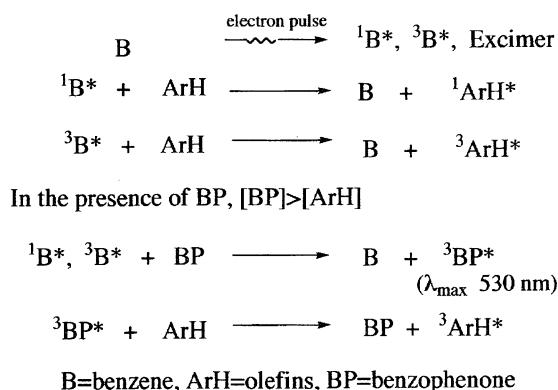 electron pulse
B ¹B*, ³B*, Excimer
¹B* + ArH B + ¹ArH*
³B* + ArH B + ³ArH*
In the presence of BP, [BP]>[ArH]
¹B*, ³B* + BP B + ³BP*
(λmax 530 nm)
³BP* + ArH BP + ³ArH*
B=benzene, ArH=olefins, BP=benzophenone